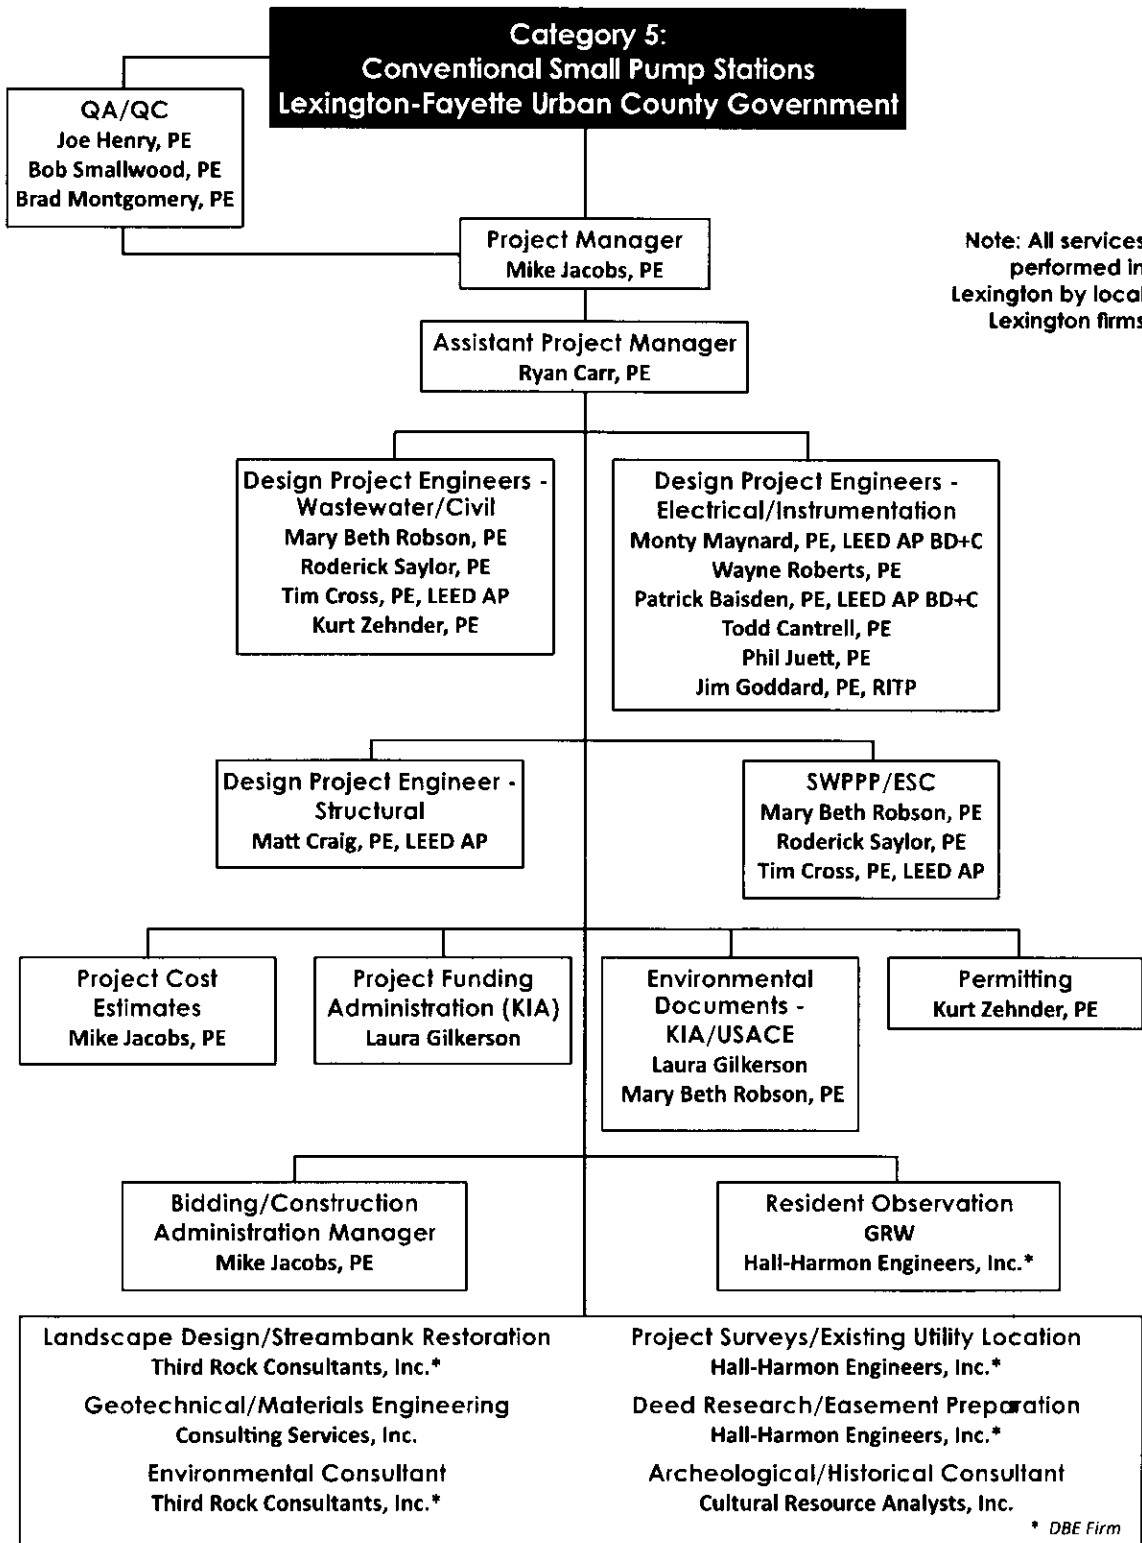 Category 5:
Conventional Small Pump Stations
Lexington-Fayette Urban County Government
QA/QC
Joe Henry, PE
Bob Smallwood, PE
Brad Montgomery, PE
Project Manager
Mike Jacobs, PE
Note: All services
performed in
Lexington by local
Lexington firms
Assistant Project Manager
Ryan Carr, PE
Design Project Engineers -
Wastewater/Civil
Mary Beth Robson, PE
Roderick Saylor, PE
Tim Cross, PE, LEED AP
Kurt Zehnder, PE
Design Project Engineers -
Electrical/Instrumentation
Monty Maynard, PE, LEED AP BD+C
Wayne Roberts, PE
Patrick Baisden, PE, LEED AP BD+C
Todd Cantrell, PE
Phil Juett, PE
Jim Goddard, PE, RITP
Design Project Engineer -
Structural
Matt Craig, PE, LEED AP
SWPPP/ESC
Mary Beth Robson, PE
Roderick Saylor, PE
Tim Cross, PE, LEED AP
Project Cost
Estimates
Mike Jacobs, PE
Project Funding
Administration (KIA)
Laura Gilkerson
Environmental
Documents -
KIA/USACE
Laura Gilkerson
Mary Beth Robson, PE
Permitting
Kurt Zehnder, PE
Bidding/Construction
Administration Manager
Mike Jacobs, PE
Resident Observation
GRW
Hall-Harmon Engineers, Inc.*
Landscape Design/Streambank Restoration
Third Rock Consultants, Inc.*
Geotechnical/Materials Engineering
Consulting Services, Inc.
Environmental Consultant
Third Rock Consultants, Inc.*
Project Surveys/Existing Utility Location
Hall-Harmon Engineers, Inc.*
Deed Research/Easement Preparation
Hall-Harmon Engineers, Inc.*
Archeological/Historical Consultant
Cultural Resource Analysts, Inc.
* DBE Firm